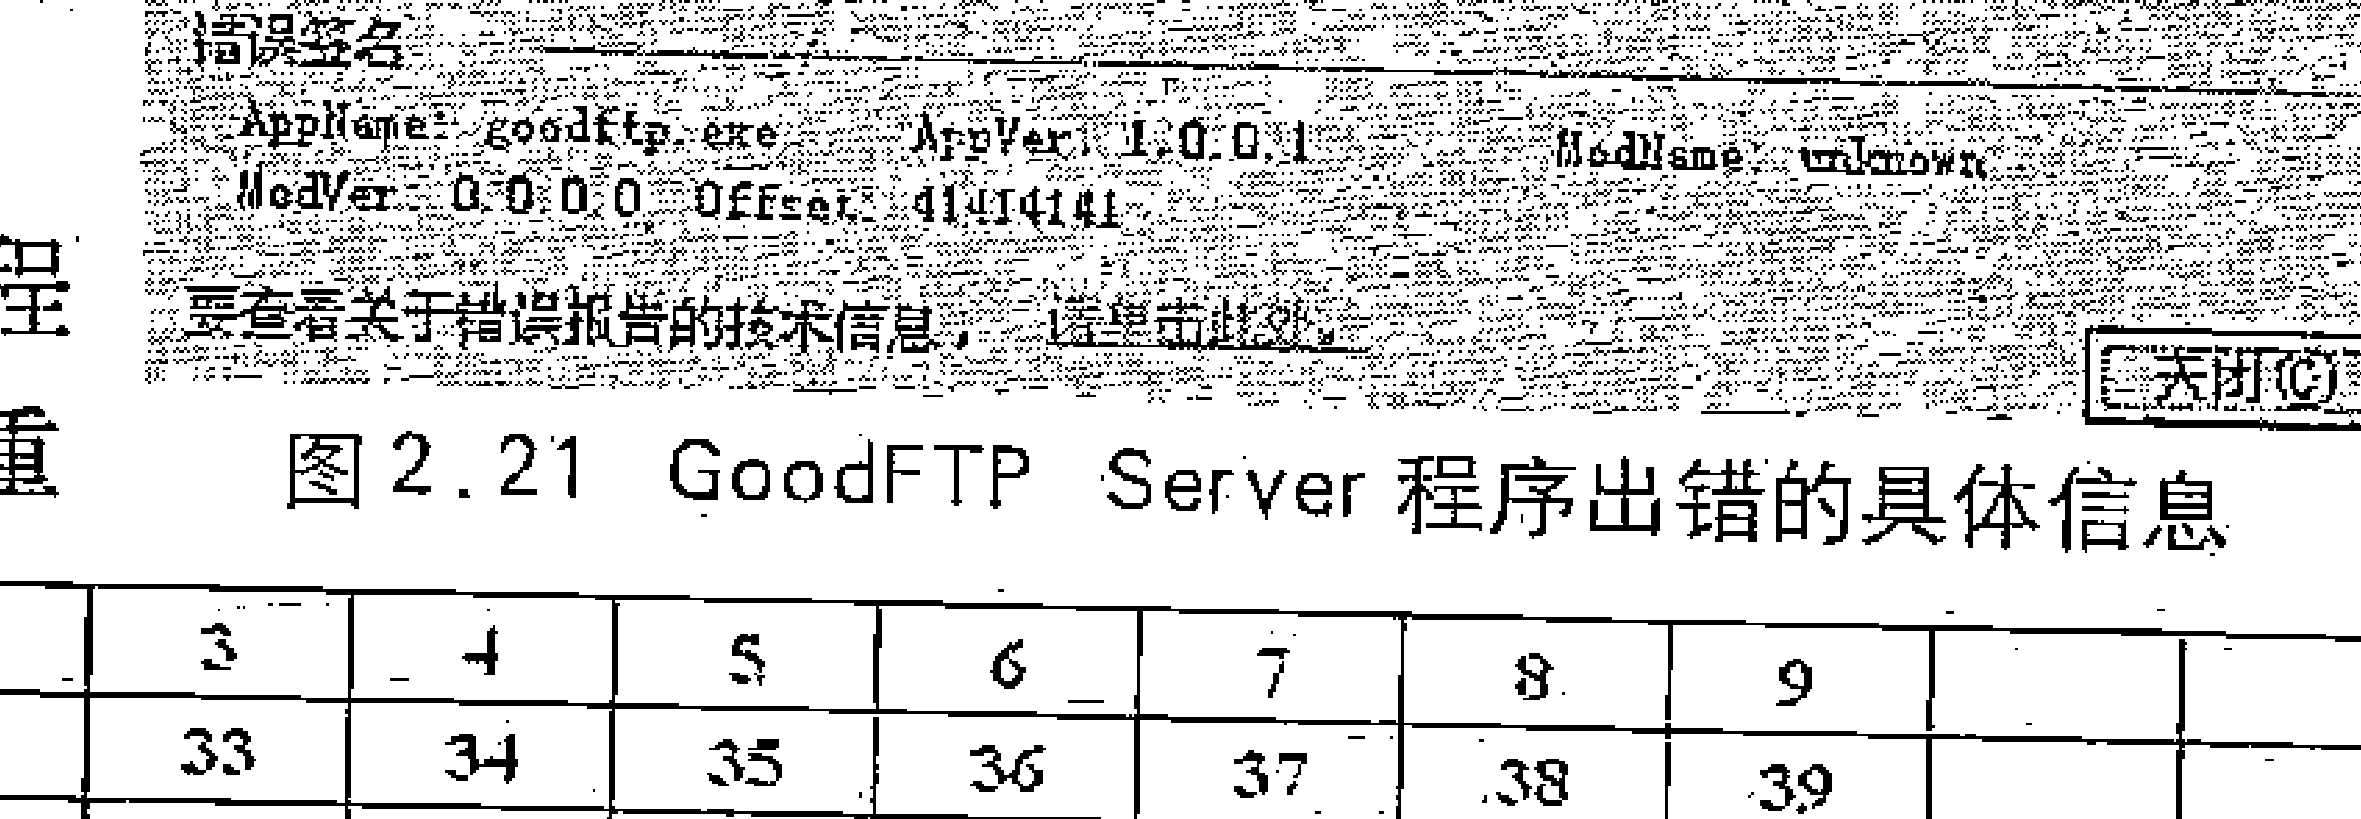 错误签名
AppName: goodftp.exe AppVer: 1.0.0.1 ModName: unknown
ModVer: 0.0.0.0 Offset: 41414141
程
要查看关于错误报告的技术信息， 请单击此处。
关闭(C)
重
图2.21 GoodFTP Server 程序出错的具体信息
3 4 5 6 7 8 9
33 34 35 36 37 38 39